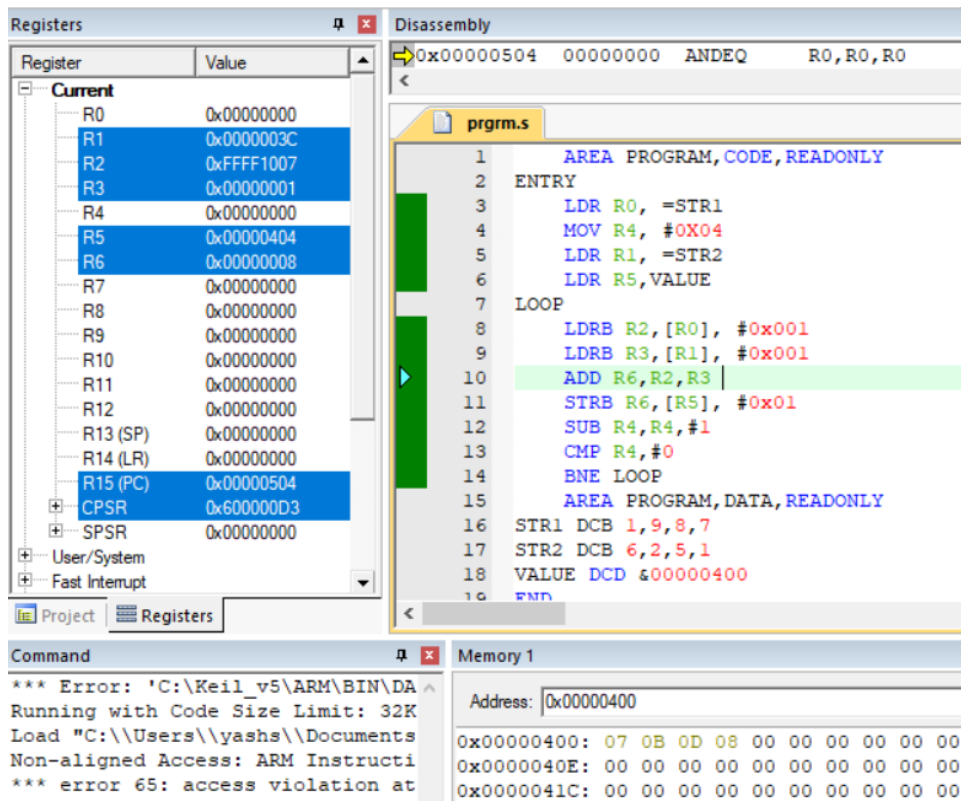 Registers
Register Value
Current
R0 0x00000000
R1 0x0000003C
R2 0xFFFF1007
R3 0x00000001
R4 0x00000000
R5 0x00000404
R6 0x00000008
R7 0x00000000
R8 0x00000000
R9 0x00000000
R10 0x00000000
R11 0x00000000
R12 0x00000000
R13 (SP) 0x00000000
R14 (LR) 0x00000000
R15 (PC) 0x00000504
CPSR 0x600000D3
SPSR 0x00000000
User/System
Fast Interrupt
Project Registers
Disassembly
0x00000504 00000000 ANDEQ R0,R0,R0
prgrm.s
1 AREA PROGRAM,CODE,READONLY
2 ENTRY
3 LDR R0, =STR1
4 MOV R4, #0X04
5 LDR R1, =STR2
6 LDR R5,VALUE
7 LOOP
8 LDRB R2,[R0], #0x001
9 LDRB R3,[R1], #0x001
10 ADD R6,R2,R3
11 STRB R6,[R5], #0x01
12 SUB R4,R4,#1
13 CMP R4,#0
14 BNE LOOP
15 AREA PROGRAM,DATA,READONLY
16 STR1 DCB 1,9,8,7
17 STR2 DCB 6,2,5,1
18 VALUE DCD &00000400
19 END
Command
*** Error: 'C:\Keil_v5\ARM\BIN\DA
Running with Code Size Limit: 32K
Load "C:\\Users\\yashs\\Documents
Non-aligned Access: ARM Instructi
*** error 65: access violation at
Memory 1
Address: 0x00000400
0x00000400: 07 0B 0D 08 00 00 00 00 00 00
0x0000040E: 00 00 00 00 00 00 00 00 00 00
0x0000041C: 00 00 00 00 00 00 00 00 00 00